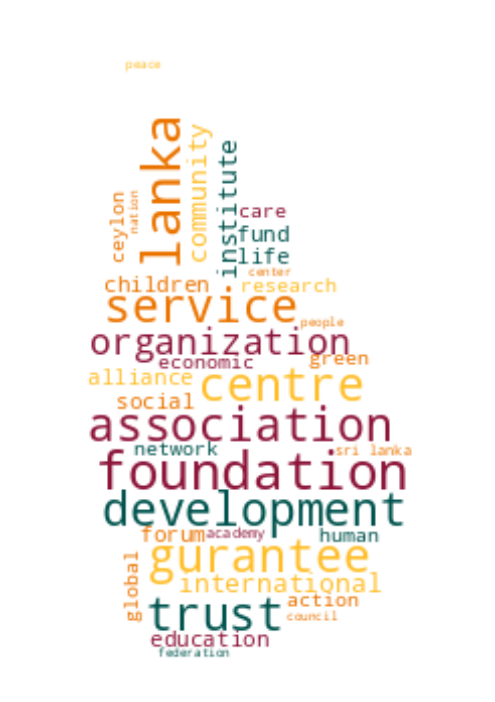 peace
lanka
community
institute
ceylon
nation
care
fund
life
center
children
research
service
people
organization
green
economic
alliance
centre
social
association
network
sri lanka
foundation
development
forum
academy
human
gurantee
international
global
action
trust
council
education
federation